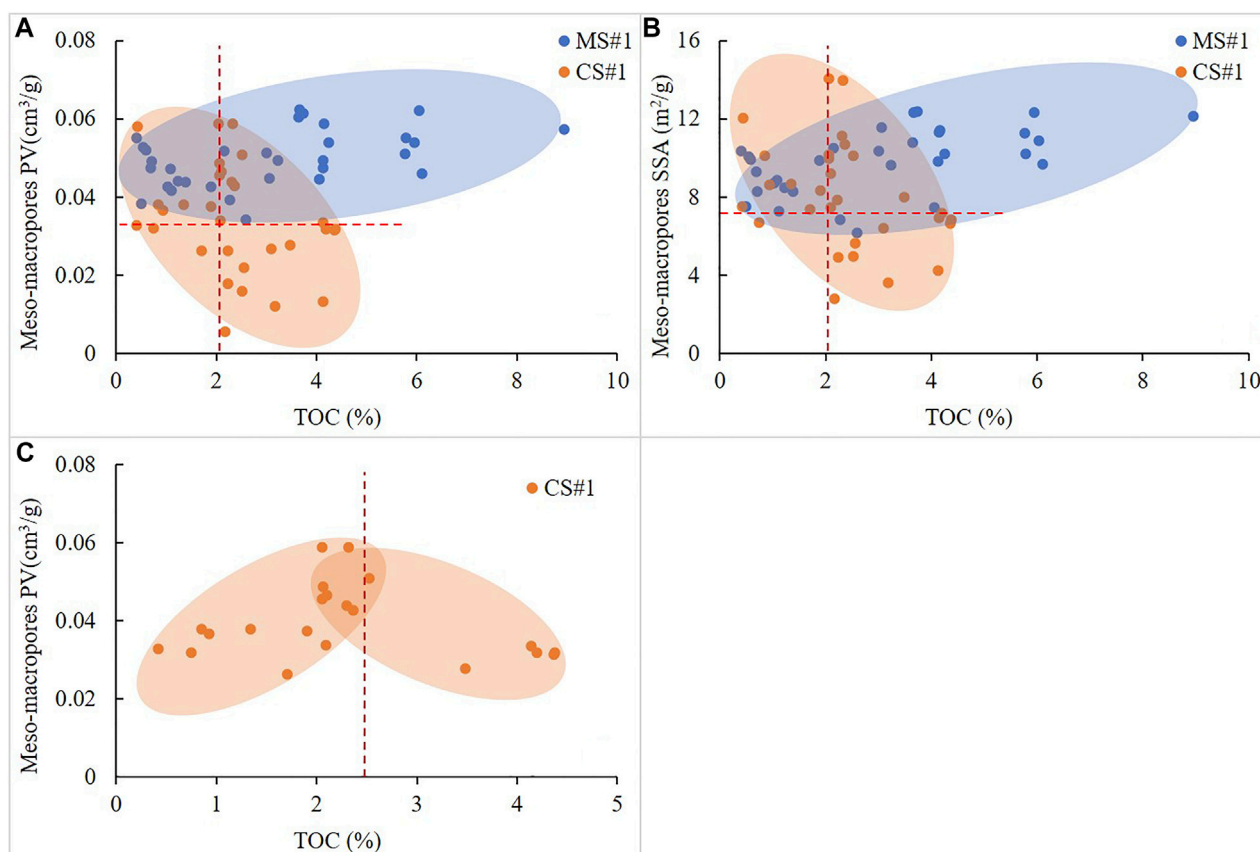 A
Meso-macropores PV(cm³/g)
0.08
0.06
0.04
0.02
0
MS#1
CS#1
0 2 4 6 8 10
TOC (%)
B
Meso-macropores SSA (m²/g)
16
12
8
4
0
MS#1
CS#1
0 2 4 6 8 10
TOC (%)
C
Meso-macropores PV(cm³/g)
0.08
0.06
0.04
0.02
0
CS#1
0 1 2 3 4 5
TOC (%)